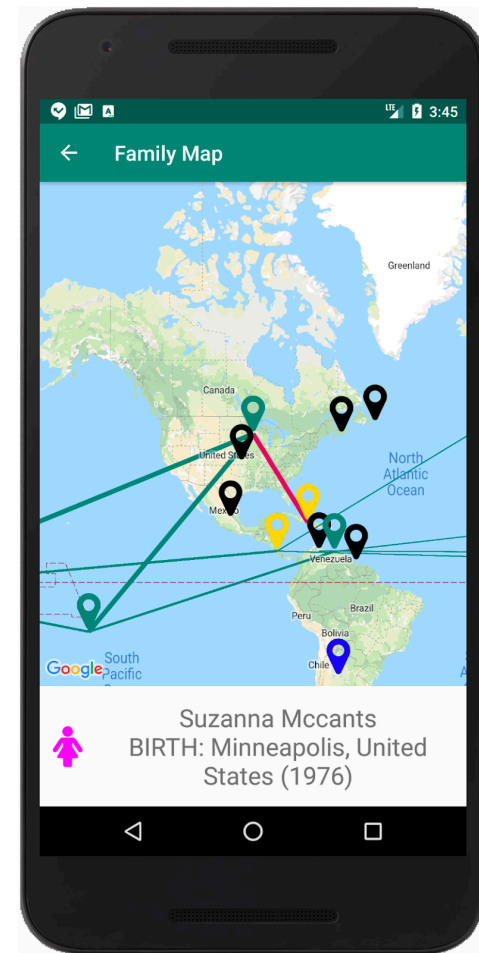 LTE 3:45
Family Map
Greenland
Canada
United States
North
Atlantic
Ocean
Mexico
Venezuela
Peru
Brazil
Bolivia
Chile
Google
South
Pacific
Suzanna Mccants
BIRTH: Minneapolis, United
States (1976)